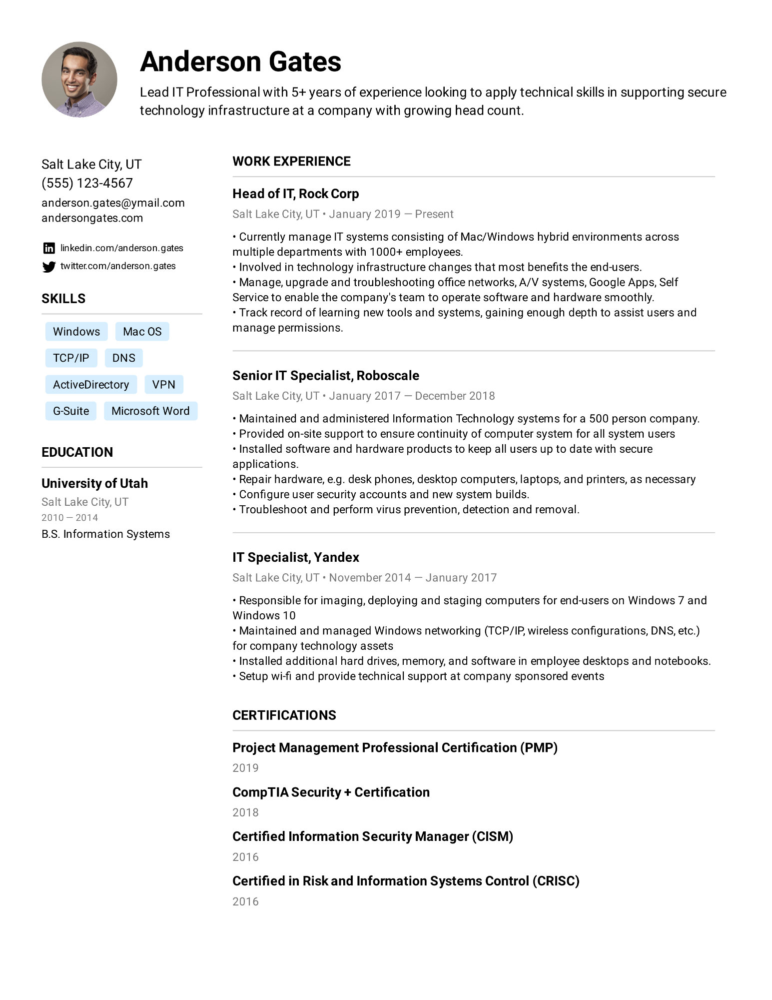 Anderson Gates
Lead IT Professional with 5+ years of experience looking to apply technical skills in supporting secure
technology infrastructure at a company with growing head count.
Salt Lake City, UT
(555) 123-4567
anderson.gates@ymail.com
andersongates.com
linkedin.com/anderson.gates
twitter.com/anderson.gates
SKILLS
Windows Mac OS
TCP/IP DNS
ActiveDirectory VPN
G-Suite Microsoft Word
EDUCATION
University of Utah
Salt Lake City, UT
2010 — 2014
B.S. Information Systems
WORK EXPERIENCE
Head of IT, Rock Corp
Salt Lake City, UT • January 2019 — Present
• Currently manage IT systems consisting of Mac/Windows hybrid environments across
multiple departments with 1000+ employees.
• Involved in technology infrastructure changes that most benefits the end-users.
• Manage, upgrade and troubleshooting office networks, A/V systems, Google Apps, Self
Service to enable the company's team to operate software and hardware smoothly.
• Track record of learning new tools and systems, gaining enough depth to assist users and
manage permissions.
Senior IT Specialist, Roboscale
Salt Lake City, UT • January 2017 — December 2018
• Maintained and administered Information Technology systems for a 500 person company.
• Provided on-site support to ensure continuity of computer system for all system users
• Installed software and hardware products to keep all users up to date with secure
applications.
• Repair hardware, e.g. desk phones, desktop computers, laptops, and printers, as necessary
• Configure user security accounts and new system builds.
• Troubleshoot and perform virus prevention, detection and removal.
IT Specialist, Yandex
Salt Lake City, UT • November 2014 — January 2017
• Responsible for imaging, deploying and staging computers for end-users on Windows 7 and
Windows 10
• Maintained and managed Windows networking (TCP/IP, wireless configurations, DNS, etc.)
for company technology assets
• Installed additional hard drives, memory, and software in employee desktops and notebooks.
• Setup wi-fi and provide technical support at company sponsored events
CERTIFICATIONS
Project Management Professional Certification (PMP)
2019
CompTIA Security + Certification
2018
Certified Information Security Manager (CISM)
2016
Certified in Risk and Information Systems Control (CRISC)
2016